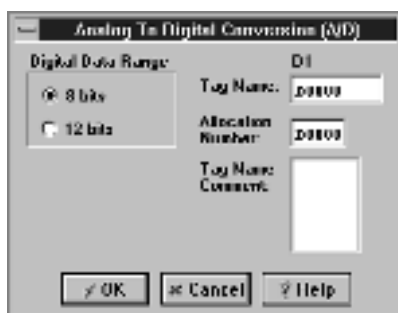 Analog To Digital Conversion (A/D)
Digital Data Range
8 bits
12 bits
D1
Tag Name:
Allocation
Number
Tag Name
Comment:
OK
Cancel
? Help